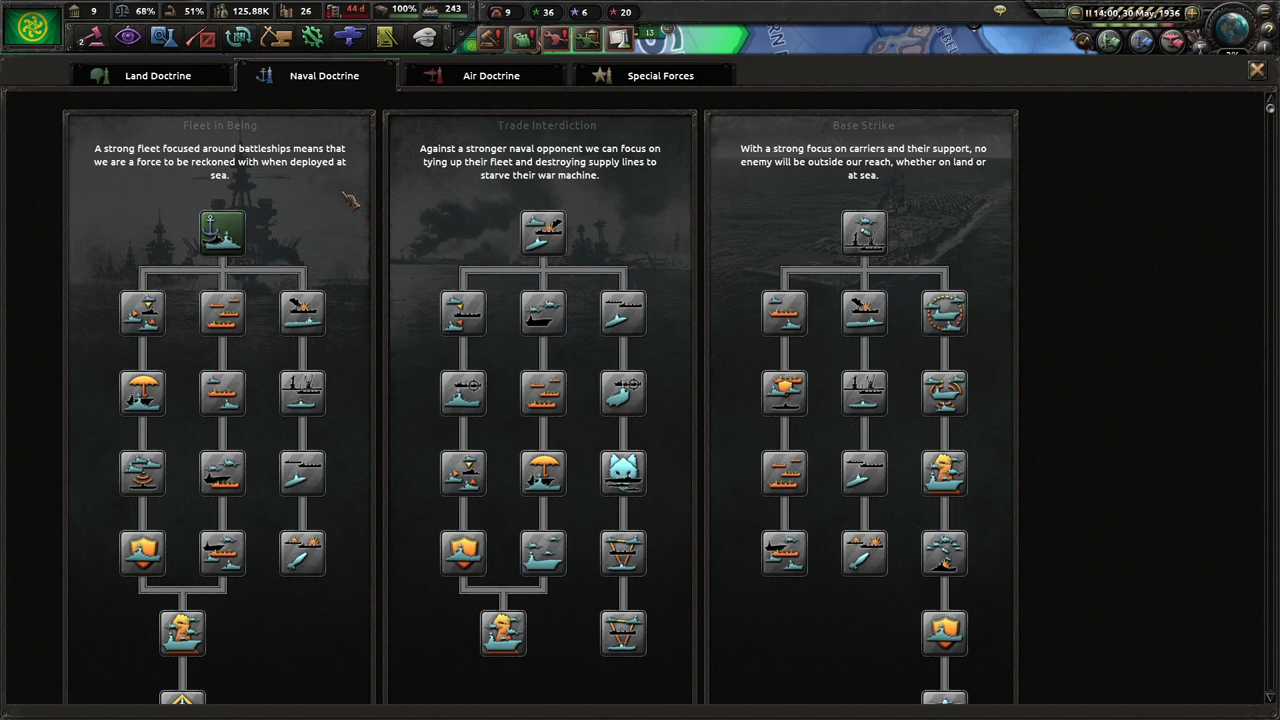 9
68%
51%
125.88K
26
44 d
100%
243
9
36
6
20
II 14:00, 30 May, 1936
2
13
Land Doctrine
Naval Doctrine
Air Doctrine
Special Forces
Fleet in Being
A strong fleet focused around battleships means that
we are a force to be reckoned with when deployed at
sea.
Trade Interdiction
Against a stronger naval opponent we can focus on
tying up their fleet and destroying supply lines to
starve their war machine.
Base Strike
With a strong focus on carriers and their support, no
enemy will be outside our reach, whether on land or
at sea.